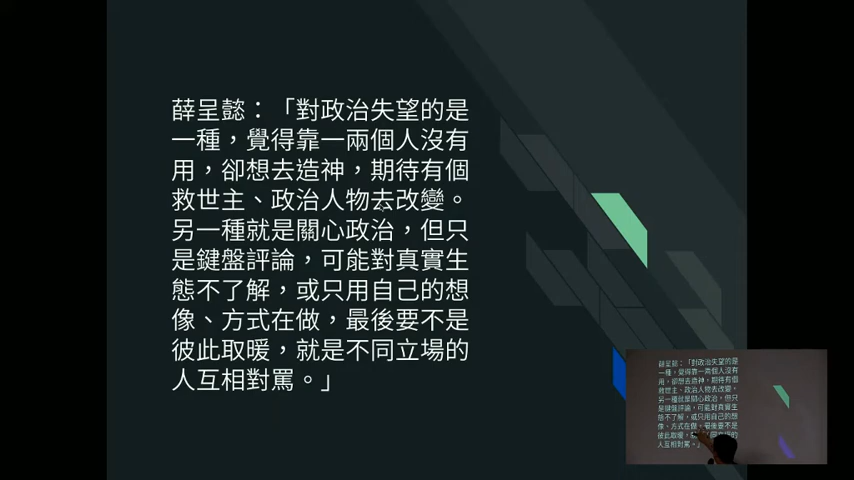 薛呈懿：「對政治失望的是
一種，覺得靠一兩個人沒有
用，卻想去造神，期待有個
救世主、政治人物去改變。
另一種就是關心政治，但只
是鍵盤評論，可能對真實生
態不了解，或只用自己的想
像、方式在做，最後要不是
彼此取暖，就是不同立場的
人互相對罵。」